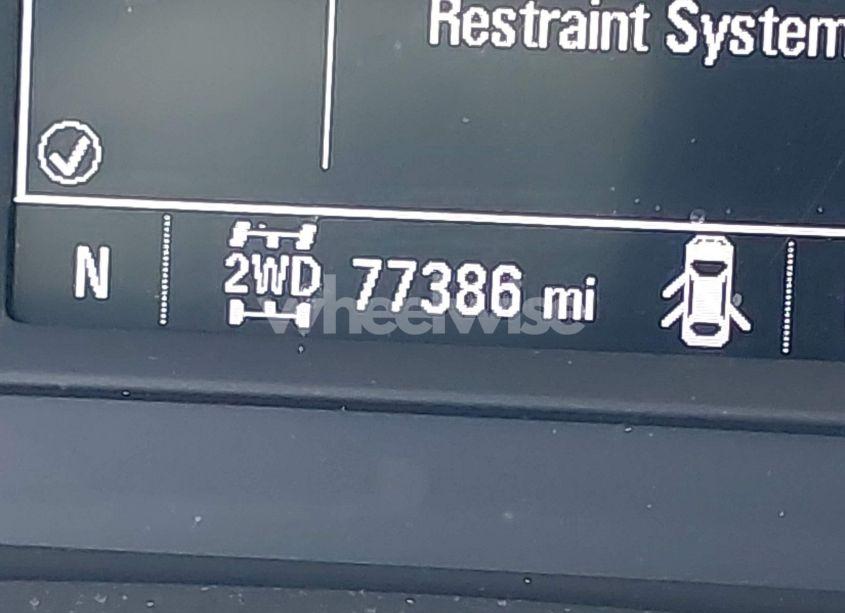 Restraint System
N
2WD 77386 mi
wheelwise